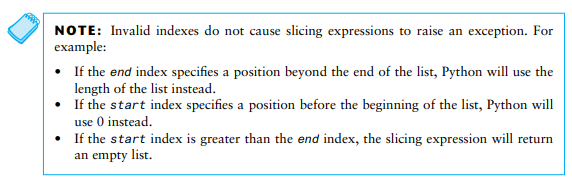 NOTE: Invalid indexes do not cause slicing expressions to raise an exception. For
example:
• If the end index specifies a position beyond the end of the list, Python will use the
length of the list instead.
• If the start index specifies a position before the beginning of the list, Python will
use 0 instead.
• If the start index is greater than the end index, the slicing expression will return
an empty list.